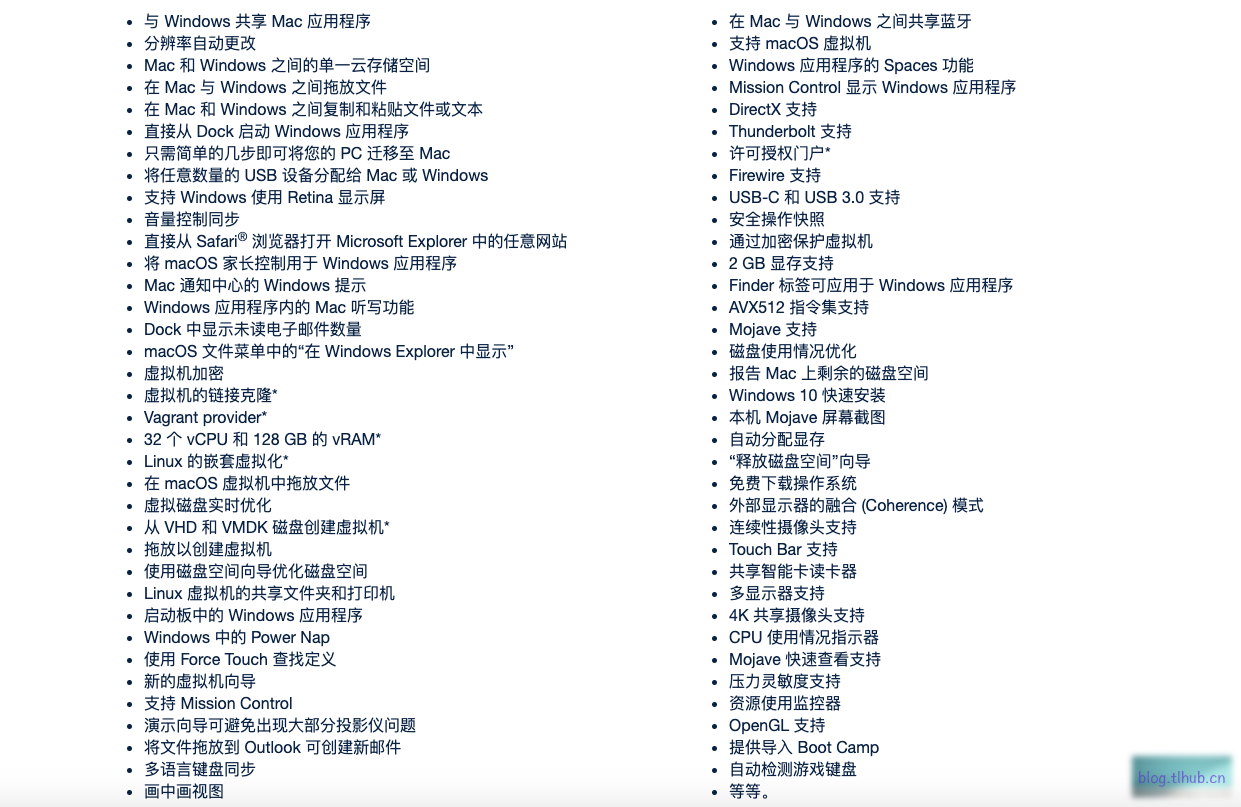 与 Windows 共享 Mac 应用程序
分辨率自动更改
Mac 和 Windows 之间的单一云存储空间
在 Mac 与 Windows 之间拖放文件
在 Mac 和 Windows 之间复制和粘贴文件或文本
直接从 Dock 启动 Windows 应用程序
只需简单的几步即可将您的 PC 迁移至 Mac
将任意数量的 USB 设备分配给 Mac 或 Windows
支持 Windows 使用 Retina 显示屏
音量控制同步
直接从 Safari® 浏览器打开 Microsoft Explorer 中的任意网站
将 macOS 家长控制用于 Windows 应用程序
Mac 通知中心的 Windows 提示
Windows 应用程序内的 Mac 听写功能
Dock 中显示未读电子邮件数量
macOS 文件菜单中的“在 Windows Explorer 中显示”
虚拟机加密
虚拟机的链接克隆*
Vagrant provider*
32 个 vCPU 和 128 GB 的 vRAM*
Linux 的嵌套虚拟化*
在 macOS 虚拟机中拖放文件
虚拟磁盘实时优化
从 VHD 和 VMDK 磁盘创建虚拟机*
拖放以创建虚拟机
使用磁盘空间向导优化磁盘空间
Linux 虚拟机的共享文件夹和打印机
启动板中的 Windows 应用程序
Windows 中的 Power Nap
使用 Force Touch 查找定义
新的虚拟机向导
支持 Mission Control
演示向导可避免出现大部分投影仪问题
将文件拖放到 Outlook 可创建新邮件
多语言键盘同步
画中画视图
在 Mac 与 Windows 之间共享蓝牙
支持 macOS 虚拟机
Windows 应用程序的 Spaces 功能
Mission Control 显示 Windows 应用程序
DirectX 支持
Thunderbolt 支持
许可授权门户*
Firewire 支持
USB-C 和 USB 3.0 支持
安全操作快照
通过加密保护虚拟机
2 GB 显存支持
Finder 标签可应用于 Windows 应用程序
AVX512 指令集支持
Mojave 支持
磁盘使用情况优化
报告 Mac 上剩余的磁盘空间
Windows 10 快速安装
本机 Mojave 屏幕截图
自动分配显存
“释放磁盘空间”向导
免费下载操作系统
外部显示器的融合 (Coherence) 模式
连续性摄像头支持
Touch Bar 支持
共享智能卡读卡器
多显示器支持
4K 共享摄像头支持
CPU 使用情况指示器
Mojave 快速查看支持
压力灵敏度支持
资源使用监控器
OpenGL 支持
提供导入 Boot Camp
自动检测游戏键盘
等等。
blog.tlhub.cn